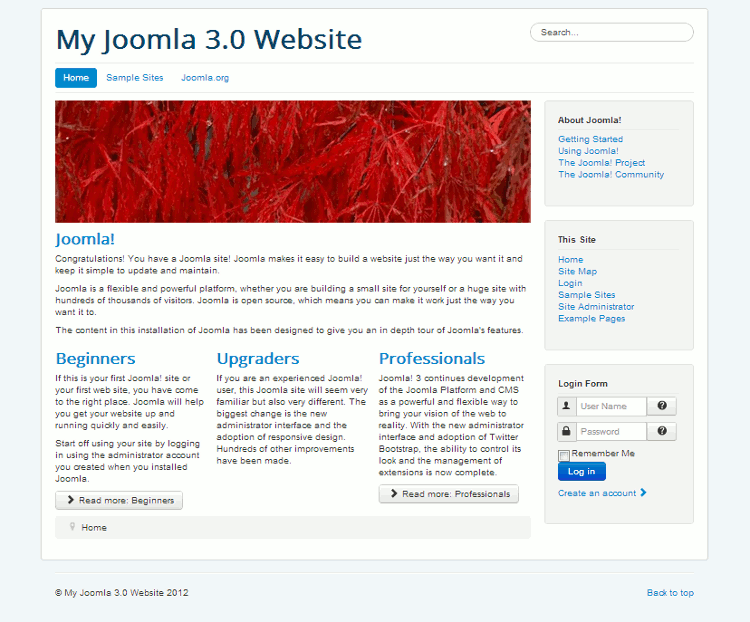 My Joomla 3.0 Website
Search...
Home
Sample Sites
Joomla.org
Joomla!
Congratulations! You have a Joomla site! Joomla makes it easy to build a website just the way you want it and
keep it simple to update and maintain.
Joomla is a flexible and powerful platform, whether you are building a small site for yourself or a huge site with
hundreds of thousands of visitors. Joomla is open source, which means you can make it work just the way you
want it to.
The content in this installation of Joomla has been designed to give you an in depth tour of Joomla's features.
Beginners
If this is your first Joomla! site or
your first web site, you have come
to the right place. Joomla will help
you get your website up and
running quickly and easily.
Start off using your site by logging
in using the administrator account
you created when you installed
Joomla.
Read more: Beginners
Upgraders
If you are an experienced Joomla!
user, this Joomla site will seem very
familiar but also very different. The
biggest change is the new
administrator interface and the
adoption of responsive design.
Hundreds of other improvements
have been made.
Professionals
Joomla! 3 continues development
of the Joomla Platform and CMS
as a powerful and flexible way to
bring your vision of the web to
reality. With the new administrator
interface and adoption of Twitter
Bootstrap, the ability to control its
look and the management of
extensions is now complete.
Read more: Professionals
Home
About Joomla!
Getting Started
Using Joomla!
The Joomla! Project
The Joomla! Community
This Site
Home
Site Map
Login
Sample Sites
Site Administrator
Example Pages
Login Form
User Name
Password
Remember Me
Log in
Create an account
© My Joomla 3.0 Website 2012
Back to top